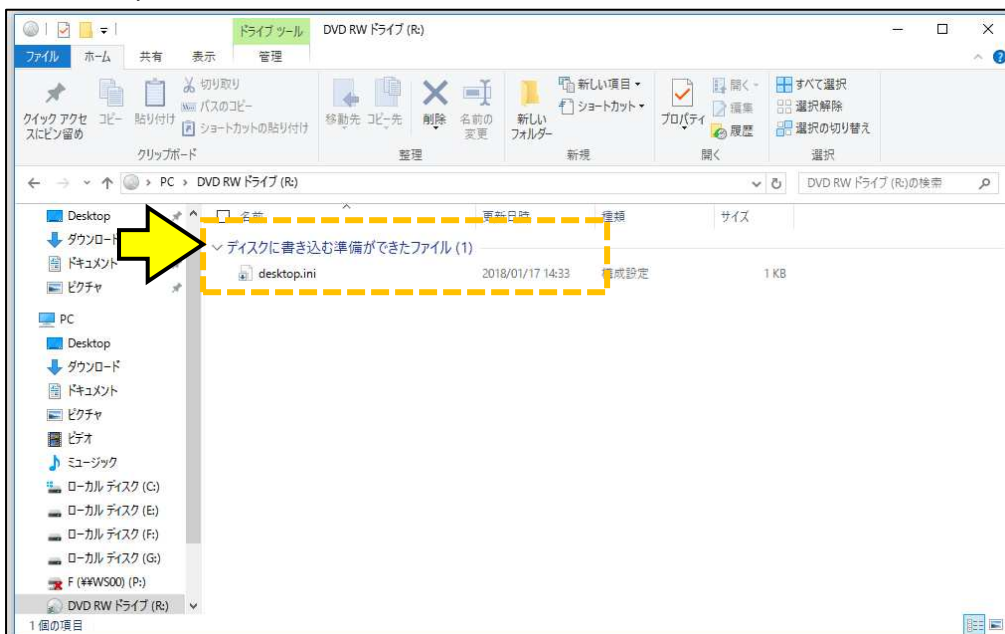 ドライブ ツール DVD RW ドライブ (R:)
ファイル ホーム 共有 表示 管理
クイック アクセスにピン留め
コピー
貼り付け
切り取り
パスのコピー
ショートカットの貼り付け
クリップボード
移動先
コピー先
削除
名前の変更
整理
新しいフォルダー
新しい項目
ショートカット
新規
プロパティ
開く
編集
履歴
開く
すべて選択
選択解除
選択の切り替え
選択
PC > DVD RW ドライブ (R:)
DVD RW ドライブ (R:)の検索
名前 更新日時 種類 サイズ
ディスクに書き込む準備ができたファイル (1)
desktop.ini 2018/01/17 14:33 構成設定 1 KB
Desktop
ダウンロード
ドキュメント
ピクチャ
PC
Desktop
ダウンロード
ドキュメント
ピクチャ
ビデオ
ミュージック
ローカル ディスク (C:)
ローカル ディスク (E:)
ローカル ディスク (F:)
ローカル ディスク (G:)
F (¥¥WS00) (P:)
DVD RW ドライブ (R:)
1 個の項目